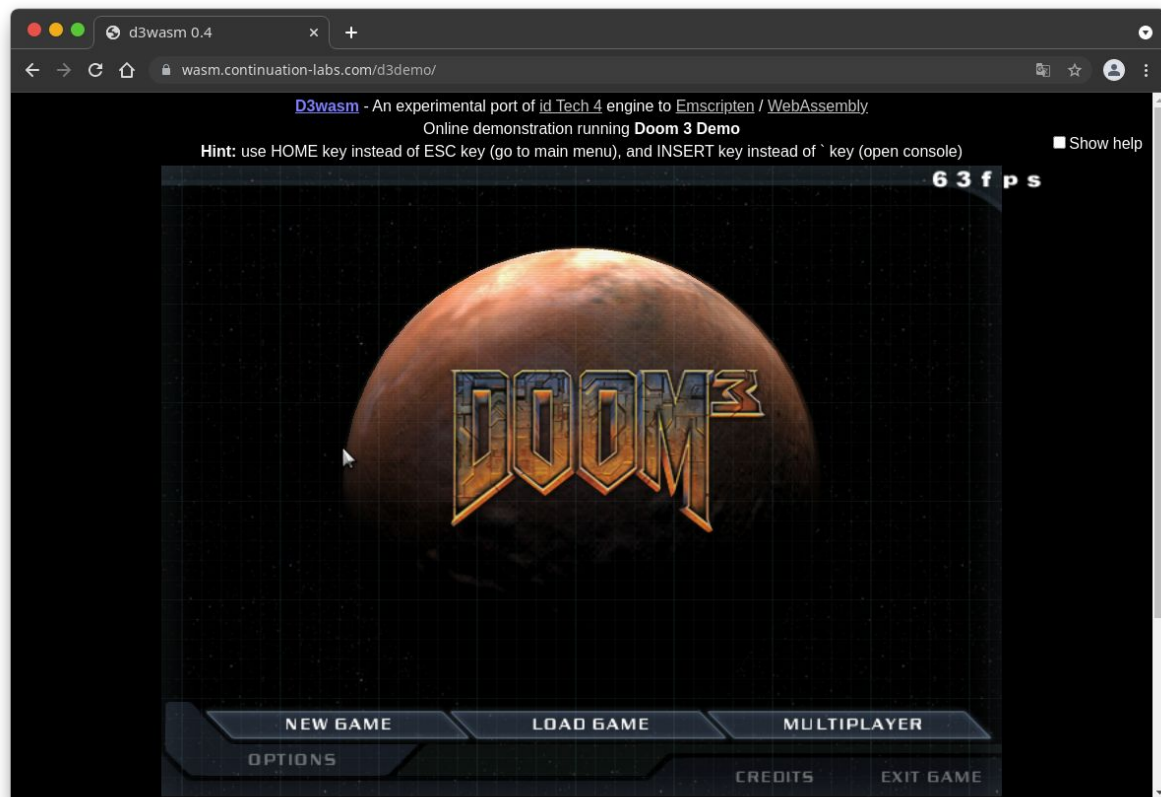 d3wasm 0.4
wasm.continuation-labs.com/d3demo/
D3wasm - An experimental port of id Tech 4 engine to Emscripten / WebAssembly
Online demonstration running Doom 3 Demo
Hint: use HOME key instead of ESC key (go to main menu), and INSERT key instead of ` key (open console)
Show help
63fps
DOOM 3
NEW GAME
LOAD GAME
MULTIPLAYER
OPTIONS
CREDITS
EXIT GAME